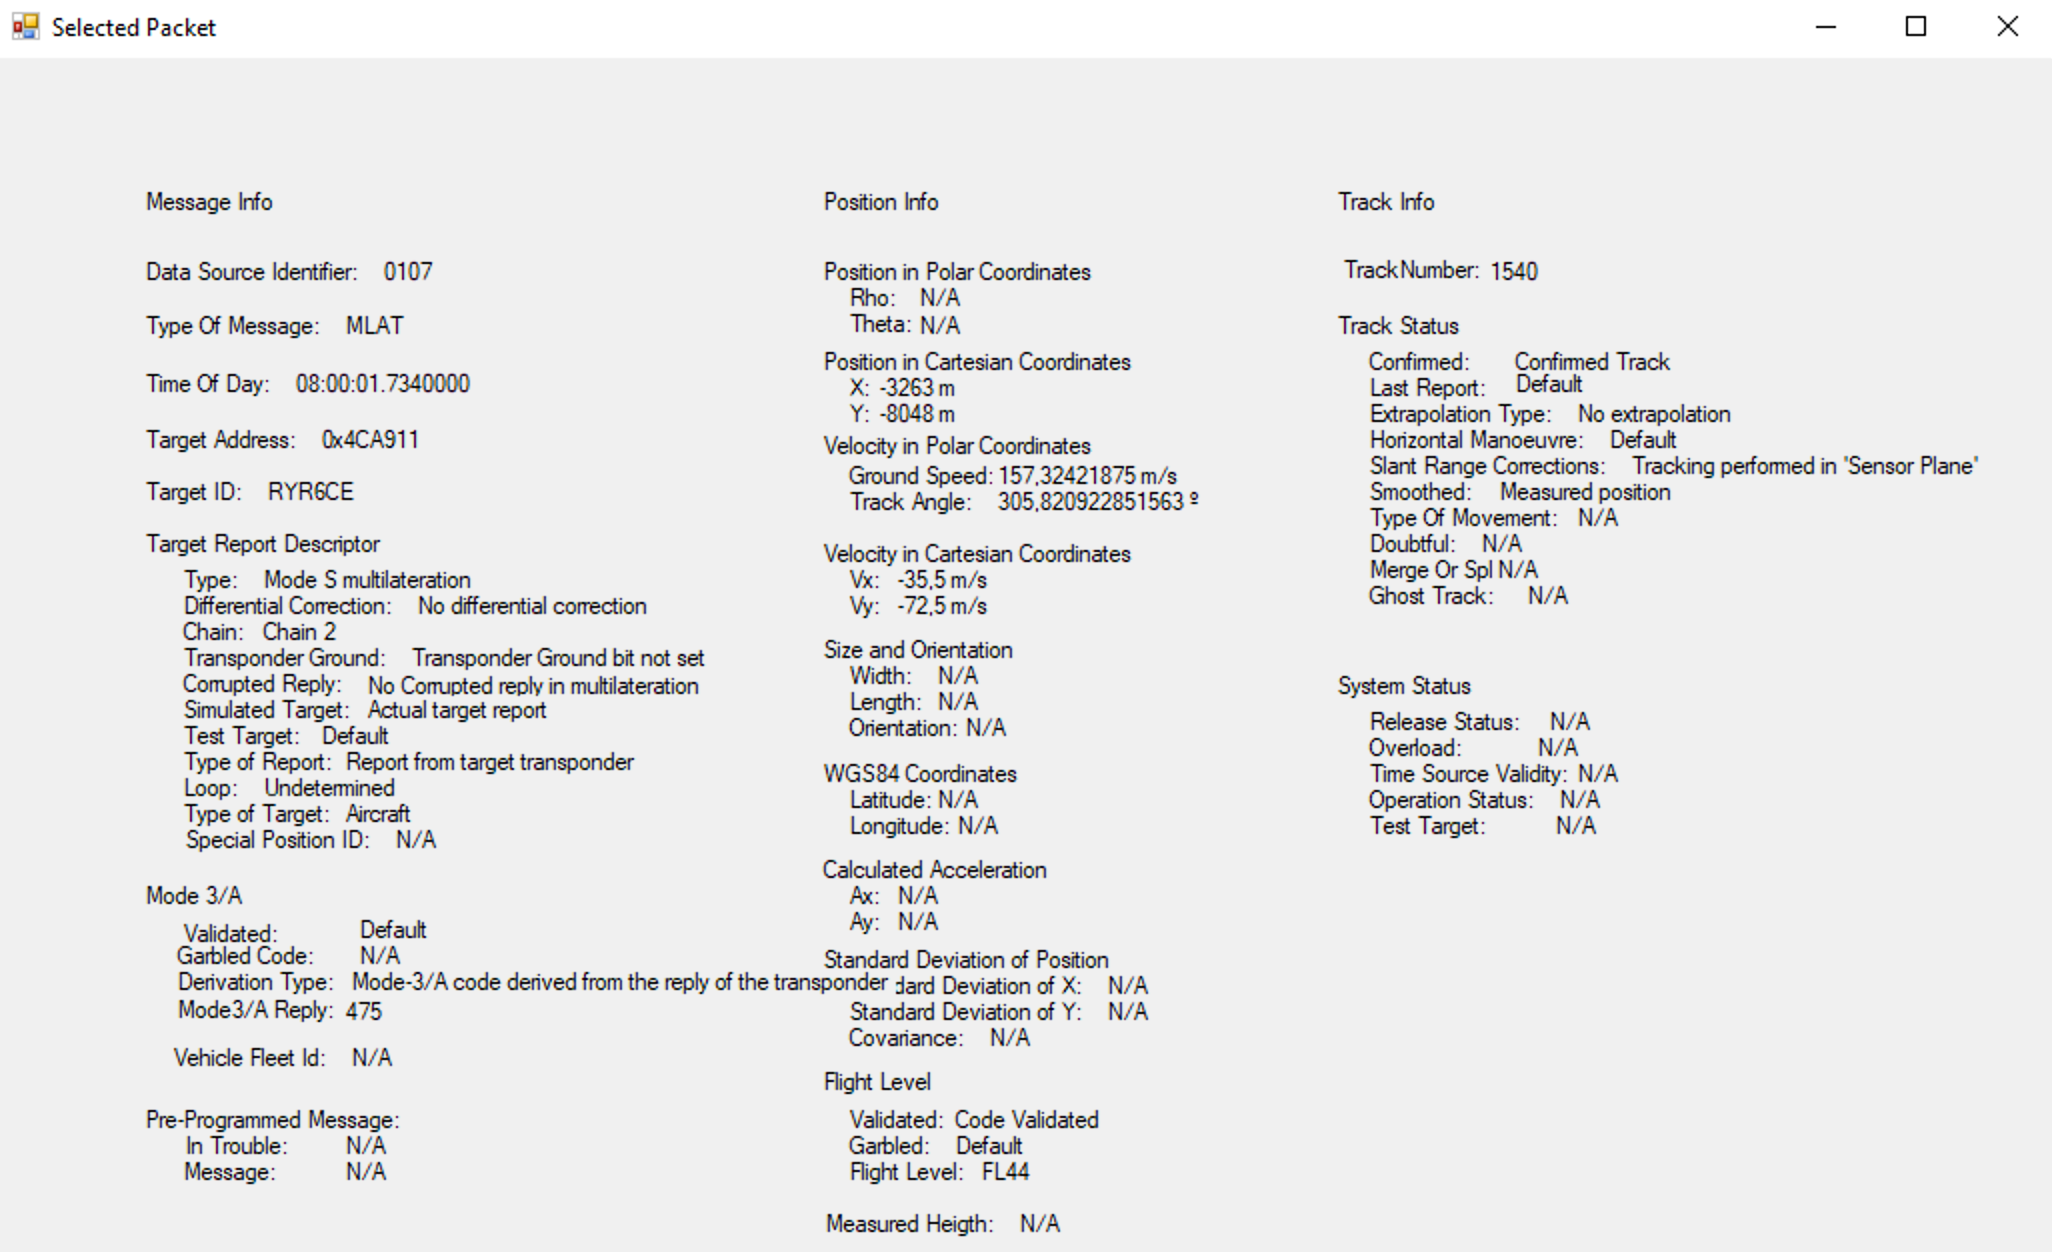 Selected Packet
Message Info
Data Source Identifier: 0107
Type Of Message: MLAT
Time Of Day: 08:00:01.7340000
Target Address: 0x4CA911
Target ID: RYR6CE
Target Report Descriptor
Type: Mode S multilateration
Differential Correction: No differential correction
Chain: Chain 2
Transponder Ground: Transponder Ground bit not set
Corrupted Reply: No Corrupted reply in multilateration
Simulated Target: Actual target report
Test Target: Default
Type of Report: Report from target transponder
Loop: Undetermined
Type of Target: Aircraft
Special Position ID: N/A
Mode 3/A
Validated: Default
Garbled Code: N/A
Derivation Type: Mode-3/A code derived from the reply of the transponder
Mode3/A Reply: 475
Vehicle Fleet Id: N/A
Pre-Programmed Message:
In Trouble: N/A
Message: N/A
Position Info
Position in Polar Coordinates
Rho: N/A
Theta: N/A
Position in Cartesian Coordinates
X: -3263 m
Y: -8048 m
Velocity in Polar Coordinates
Ground Speed: 157,32421875 m/s
Track Angle: 305,820922851563 º
Velocity in Cartesian Coordinates
Vx: -35,5 m/s
Vy: -72,5 m/s
Size and Orientation
Width: N/A
Length: N/A
Orientation: N/A
WGS84 Coordinates
Latitude: N/A
Longitude: N/A
Calculated Acceleration
Ax: N/A
Ay: N/A
Standard Deviation of Position
dard Deviation of X: N/A
Standard Deviation of Y: N/A
Covariance: N/A
Flight Level
Validated: Code Validated
Garbled: Default
Flight Level: FL44
Measured Heigth: N/A
Track Info
TrackNumber: 1540
Track Status
Confirmed: Confirmed Track
Last Report: Default
Extrapolation Type: No extrapolation
Horizontal Manoeuvre: Default
Slant Range Corrections: Tracking performed in 'Sensor Plane'
Smoothed: Measured position
Type Of Movement: N/A
Doubtful: N/A
Merge Or Spl N/A
Ghost Track: N/A
System Status
Release Status: N/A
Overload: N/A
Time Source Validity: N/A
Operation Status: N/A
Test Target: N/A